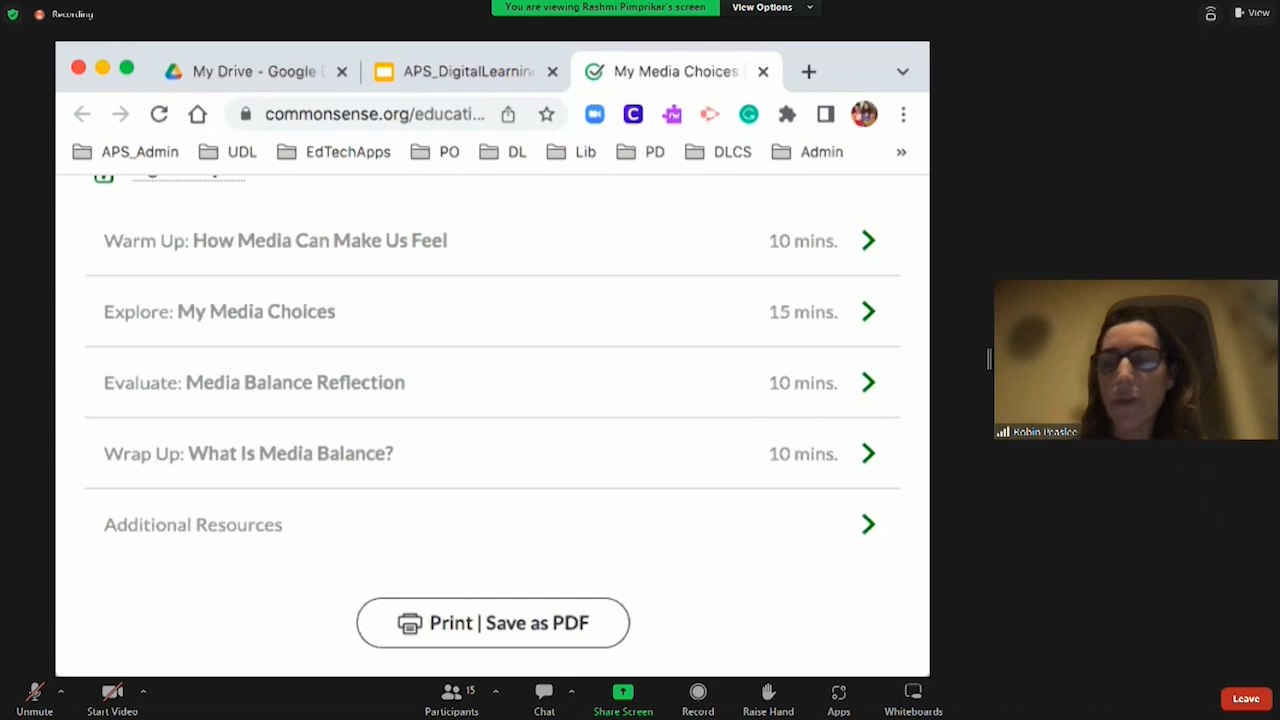 Recording
You are viewing Rashmi Pimprikar's screen
View Options
View
My Drive - Google D
APS_DigitalLearnin
My Media Choices
commonsense.org/educati...
APS_Admin
UDL
EdTechApps
PO
DL
Lib
PD
DLCS
Admin
»
Warm Up: How Media Can Make Us Feel 10 mins.
Explore: My Media Choices 15 mins.
Evaluate: Media Balance Reflection 10 mins.
Wrap Up: What Is Media Balance? 10 mins.
Additional Resources
Print | Save as PDF
Robin Peaslee
Unmute
Start Video
15
Participants
Chat
Share Screen
Record
Raise Hand
Apps
Whiteboards
Leave